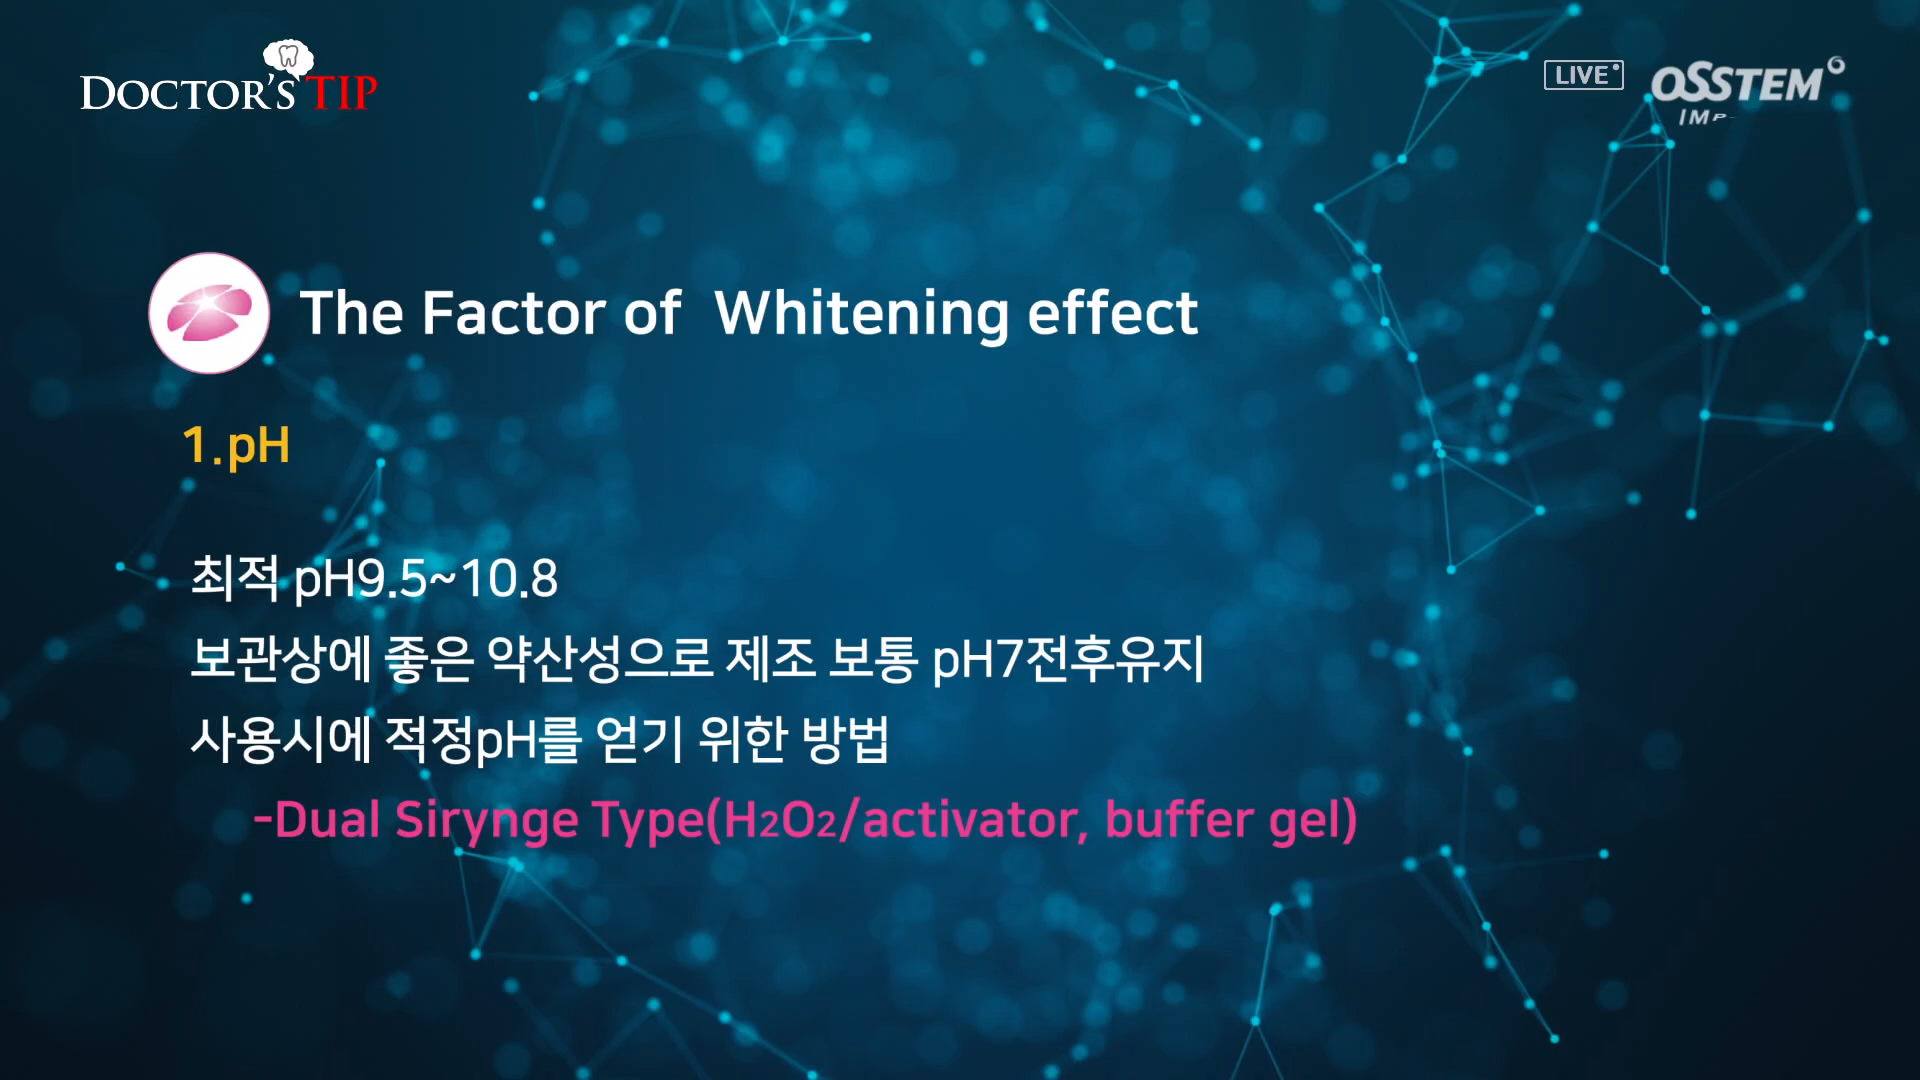 DOCTOR'S TIP
LIVE
OSSTEM
IMP
The Factor of Whitening effect
1.pH
최적 pH9.5~10.8
보관상에 좋은 약산성으로 제조 보통 pH7전후유지
사용시에 적정pH를 얻기 위한 방법
-Dual Sirynge Type(H2O2/activator, buffer gel)